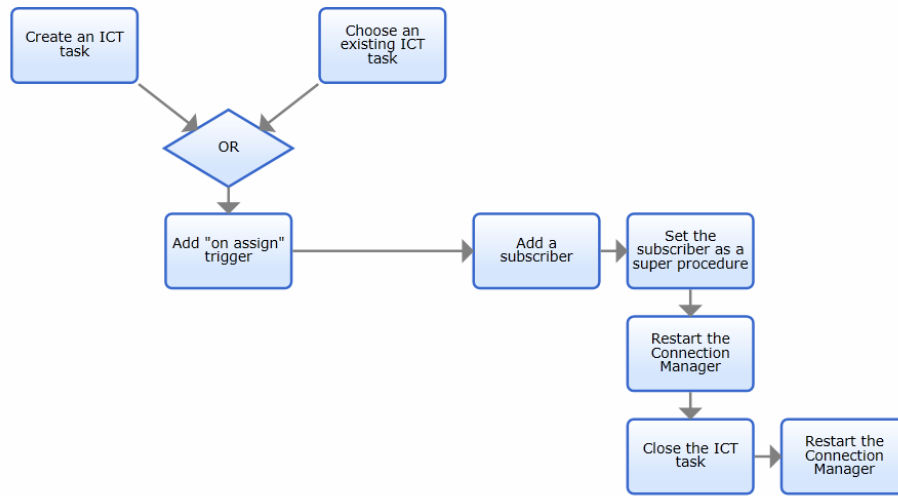 Create an ICT
task
Choose an
existing ICT
task
OR
Add "on assign"
trigger
Add a
subscriber
Set the
subscriber as a
super procedure
Restart the
Connection
Manager
Close the ICT
task
Restart the
Connection
Manager